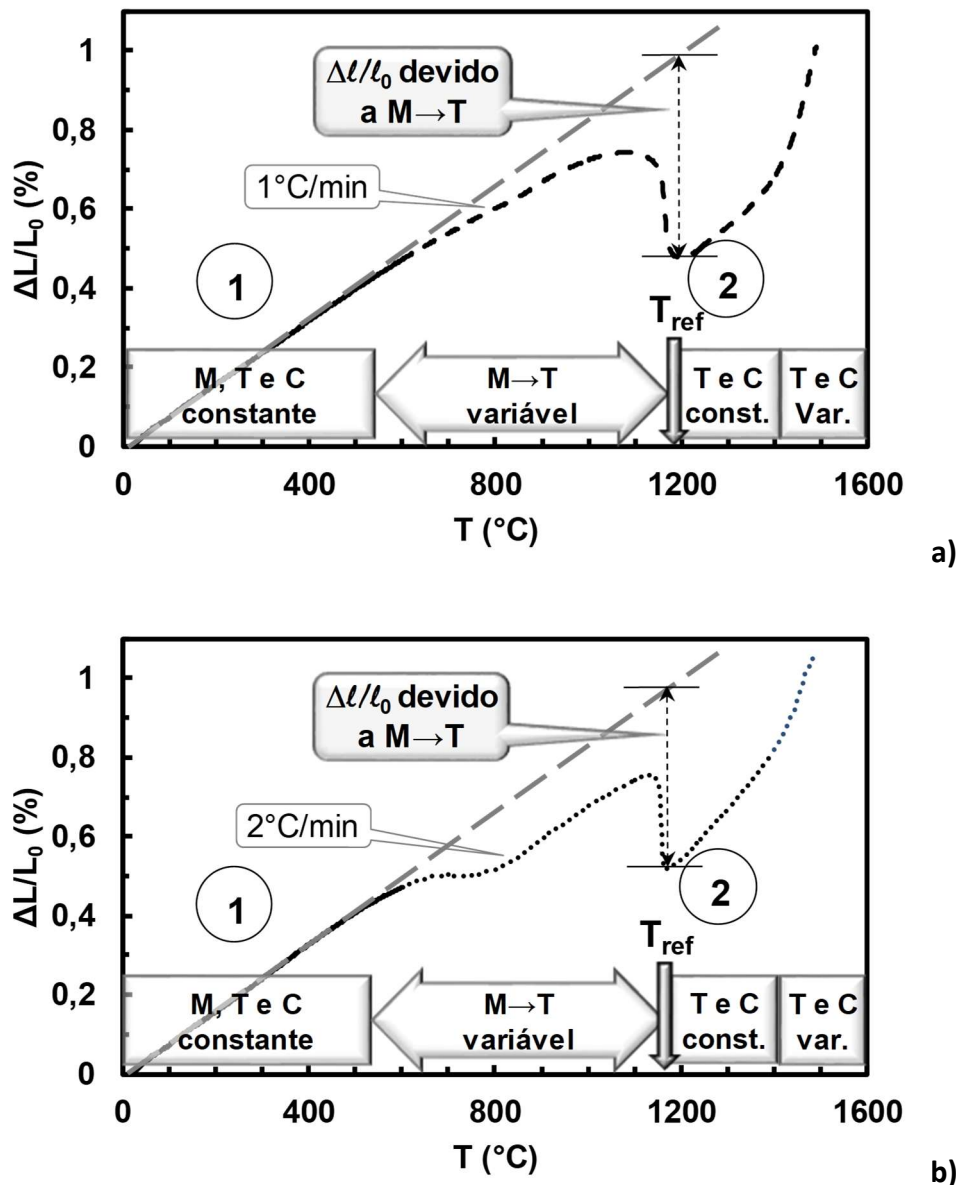 1
Δℓ/ℓ₀ devido
a M→T
0,8
1°C/min
0,6
ΔL/L₀ (%)
1
0,4
2
T_ref
0,2
M, T e C
constante
M→T
variável
T e C
const.
T e C
Var.
0
0
400
800
1200
1600
T (°C)
a)
1
Δℓ/ℓ₀ devido
a M→T
0,8
2°C/min
0,6
ΔL/L₀ (%)
1
0,4
2
T_ref
0,2
M, T e C
constante
M→T
variável
T e C
const.
T e C
var.
0
0
400
800
1200
1600
T (°C)
b)